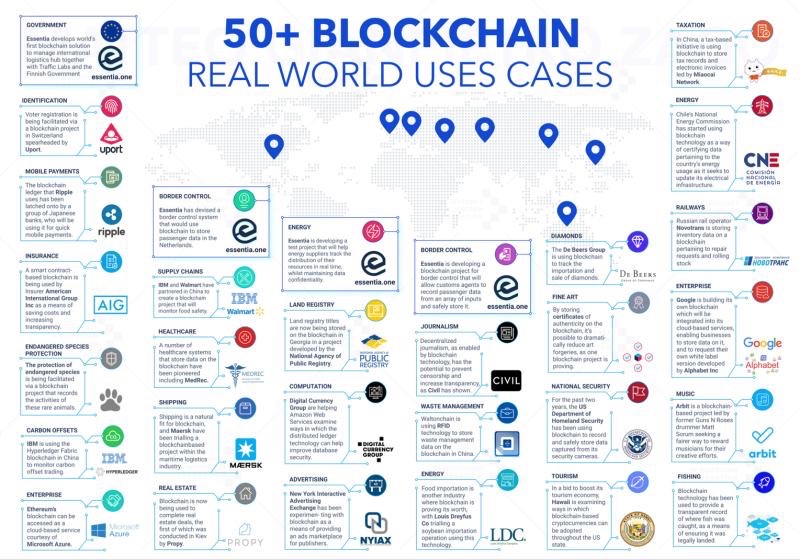 50+ BLOCKCHAIN
REAL WORLD USES CASES
GOVERNMENT
Essentia develops world's
first blockchain solution
to manage international
logistics hub together
with Traffic Labs and the
Finnish Government
essentia.one
IDENTIFICATION
Voter registration is
being facilitated via
a blockchain project
in Switzerland
spearheaded by
Uport.
uport
MOBILE PAYMENTS
The blockchain
ledger that Ripple
uses has been
latched onto by a
group of Japanese
banks, who will be
using it for quick
mobile payments.
ripple
INSURANCE
A smart contract-
based blockchain is
being used by
Insurer American
International Group
Inc as a means of
saving costs and
increasing
transparency.
AIG
ENDANGERED SPECIES
PROTECTION
The protection of
endangered species
is being facilitated
via a blockchain
project that records
the activities of
these rare animals.
CARBON OFFSETS
IBM is using the
Hyperledger Fabric
blockchain in China
to monitor carbon
offset trading.
IBM
HYPERLEDGER
ENTERPRISE
Ethereum's
blockchain can be
accessed as a
cloud-based service
courtesy of
Microsoft Azure.
Microsoft
Azure
BORDER CONTROL
Essentia has devised a
border control system
that would use
blockchain to store
passenger data in the
Netherlands.
essentia.one
SUPPLY CHAINS
IBM and Walmart have
partnered in China to
create a blockchain
project that will
monitor food safety.
IBM
Walmart
HEALTHCARE
A number of
healthcare systems
that store data on the
blockchain have
been pioneered
including MedRec.
MEDREC
SHIPPING
Shipping is a natural
fit for blockchain,
and Maersk have
been trialling a
blockchainbased
project within the
maritime logistics
industry.
MÆRSK
REAL ESTATE
Blockchain is now
being used to
complete real
estate deals, the
first of which was
conducted in Kiev
by Propy.
PROPY
ENERGY
Essentia is developing a
test project that will help
energy suppliers track the
distribution of their
resources in real time,
whilst maintaining data
confidentiality.
essentia.one
LAND REGISTRY
Land registry titles
are now being stored
on the blockchain in
Georgia in a project
developed by the
National Agency of
Public Registry.
NATIONAL AGENCY OF
PUBLIC
REGISTRY
COMPUTATION
Digital Currency
Group are helping
Amazon Web
Services examine
ways in which the
distributed ledger
technology can help
improve database
security.
DIGITAL
CURRENCY
GROUP
ADVERTISING
New York Interactive
Advertising
Exchange has been
experimen- ting with
blockchain as a
means of providing
an ads marketplace
for publishers.
NYIAX
BORDER CONTROL
Essentia is developing a
blockchain project for
border control that will
allow customs agents to
record passenger data
from an array of inputs
and safely store it.
essentia.one
JOURNALISM
Decentralized
journalism, as enabled
by blockchain
technology, has the
potential to prevent
censorship and
increase transparency,
as Civil has shown.
CIVIL
WASTE MANAGEMENT
Waltonchain is
using RFID
technology to store
waste management
data on the
blockchain in China.
ENERGY
Food importation is
another industry
where blockchain is
proving its worth,
with Louis Dreyfus
Co trialling a
soybean importation
operation using this
technology.
LDC.
DIAMONDS
The De Beers Group
is using blockchain
to track the
importation and
sale of diamonds.
DE BEERS
GROUP OF COMPANIES
FINE ART
By storing
certificates of
authenticity on the
blockchain, it's
possible to dramati-
cally reduce art
forgeries, as one
blockchain project is
proving.
NATIONAL SECURITY
For the past two
years, the US
Department of
Homeland Security
has been using
blockchain to record
and safely store data
captured from its
security cameras.
TOURISM
In a bid to boost its
tourism economy,
Hawaii is examining
ways in which
blockchain-based
cryptocurrencies can
be adopted
throughout the US
state.
TAXATION
In China, a tax-based
initiative is using
blockchain to store
tax records and
electronic invoices
led by Miaocai
Network.
ENERGY
Chile's National
Energy Commission
has started using
blockchain
technology as a way
of certifying data
pertaining to the
country's energy
usage as it seeks to
update its electrical
infrastructure.
CNE
COMISIÓN
NACIONAL
DE ENERGÍA
RAILWAYS
Russian rail operator
Novotrans is storing
inventory data on a
blockchain
pertaining to repair
requests and rolling
stock
НОВОТРАНС
ENTERPRISE
Google is building its
own blockchain
which will be
integrated into its
cloud-based services,
enabling businesses
to store data on it,
and to request their
own white label
version developed
by Alphabet Inc
Google
Alphabet
MUSIC
Arbit is a blockchain-
based project led by
former Guns N Roses
drummer Matt
Sorum seeking a
fairer way to reward
musicians for their
creative efforts.
arbit
FISHING
Blockchain
technology has been
used to provide a
transparent record
of where fish was
caught, as a means
of ensuring it was
legally landed.